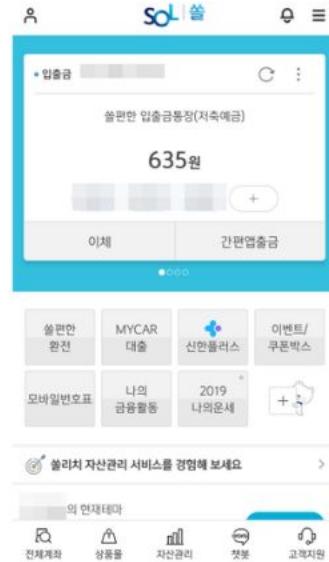 SOL 쏠
입출금
쏠편한 입출금통장(저축예금)
635원
이체
간편앱출금
쏠편한 환전
MYCAR 대출
신한플러스
이벤트/쿠폰박스
모바일번호표
나의 금융활동
2019 나의운세
쏠리치 자산관리 서비스를 경험해 보세요
의 현재테마
전체계좌
상품몰
자산관리
챗봇
고객지원